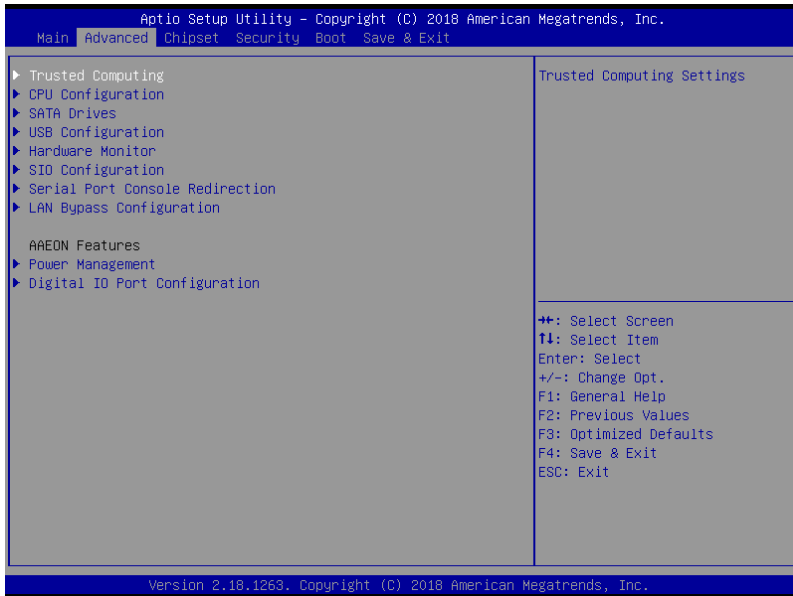 Aptio Setup Utility – Copyright (C) 2018 American Megatrends, Inc.
Main Advanced Chipset Security Boot Save & Exit
Trusted Computing
CPU Configuration
SATA Drives
USB Configuration
Hardware Monitor
SIO Configuration
Serial Port Console Redirection
LAN Bypass Configuration
AAEON Features
Power Management
Digital IO Port Configuration
Trusted Computing Settings
→←: Select Screen
↑↓: Select Item
Enter: Select
+/-: Change Opt.
F1: General Help
F2: Previous Values
F3: Optimized Defaults
F4: Save & Exit
ESC: Exit
Version 2.18.1263. Copyright (C) 2018 American Megatrends, Inc.